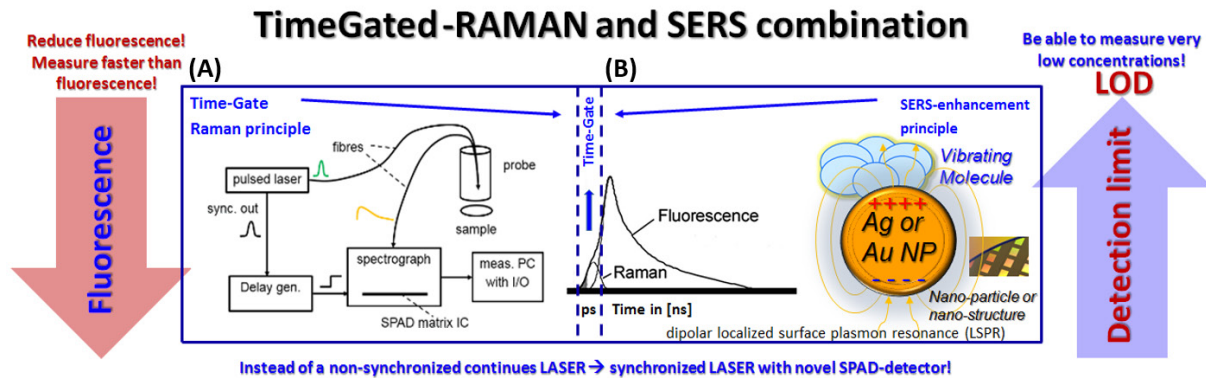 TimeGated-RAMAN and SERS combination
Reduce fluorescence!
Measure faster than
fluorescence!
Fluorescence
(A)
Time-Gate
Raman principle
fibres
probe
pulsed laser
sync. out
sample
spectrograph
meas. PC
with I/O
Delay gen.
SPAD matrix IC
Time-Gate
(B)
Fluorescence
Raman
ps
Time in [ns]
SERS-enhancement
principle
Vibrating
Molecule
++++
Ag or
Au NP
-----
Nano-particle or
nano-structure
dipolar localized surface plasmon resonance (LSPR)
Be able to measure very
low concentrations!
LOD
Detection limit
Instead of a non-synchronized continues LASER → synchronized LASER with novel SPAD-detector!